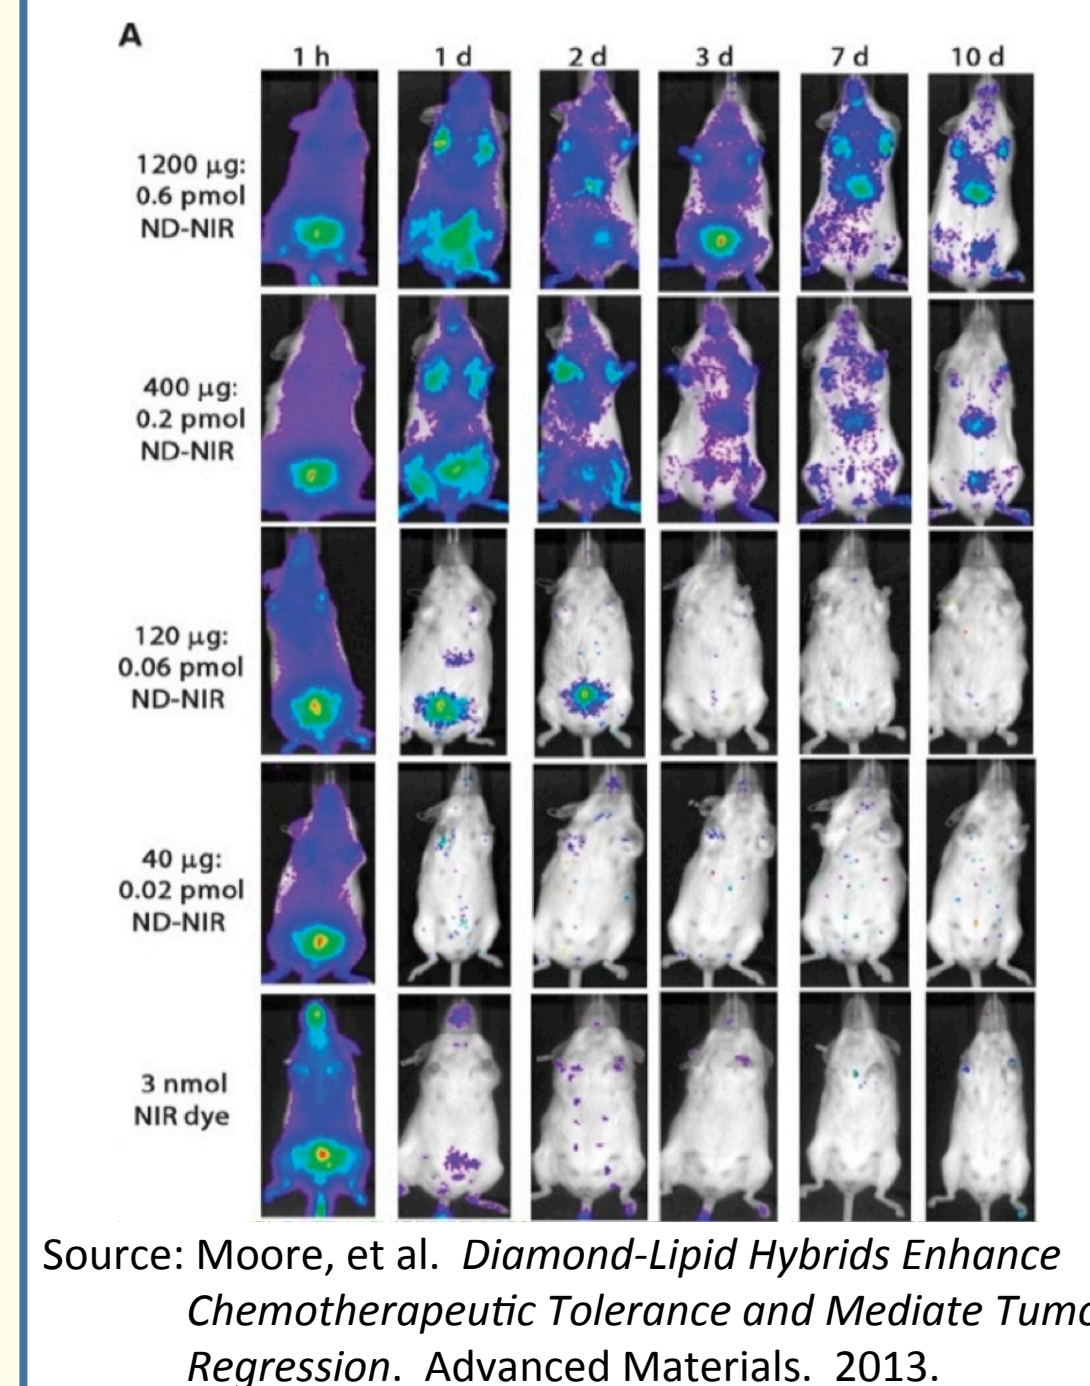 A
1 h 1 d 2 d 3 d 7 d 10 d
1200 µg:
0.6 pmol
ND-NIR
400 µg:
0.2 pmol
ND-NIR
120 µg:
0.06 pmol
ND-NIR
40 µg:
0.02 pmol
ND-NIR
3 nmol
NIR dye
Source: Moore, et al. Diamond-Lipid Hybrids Enhance
Chemotherapeutic Tolerance and Mediate Tumo
Regression. Advanced Materials. 2013.